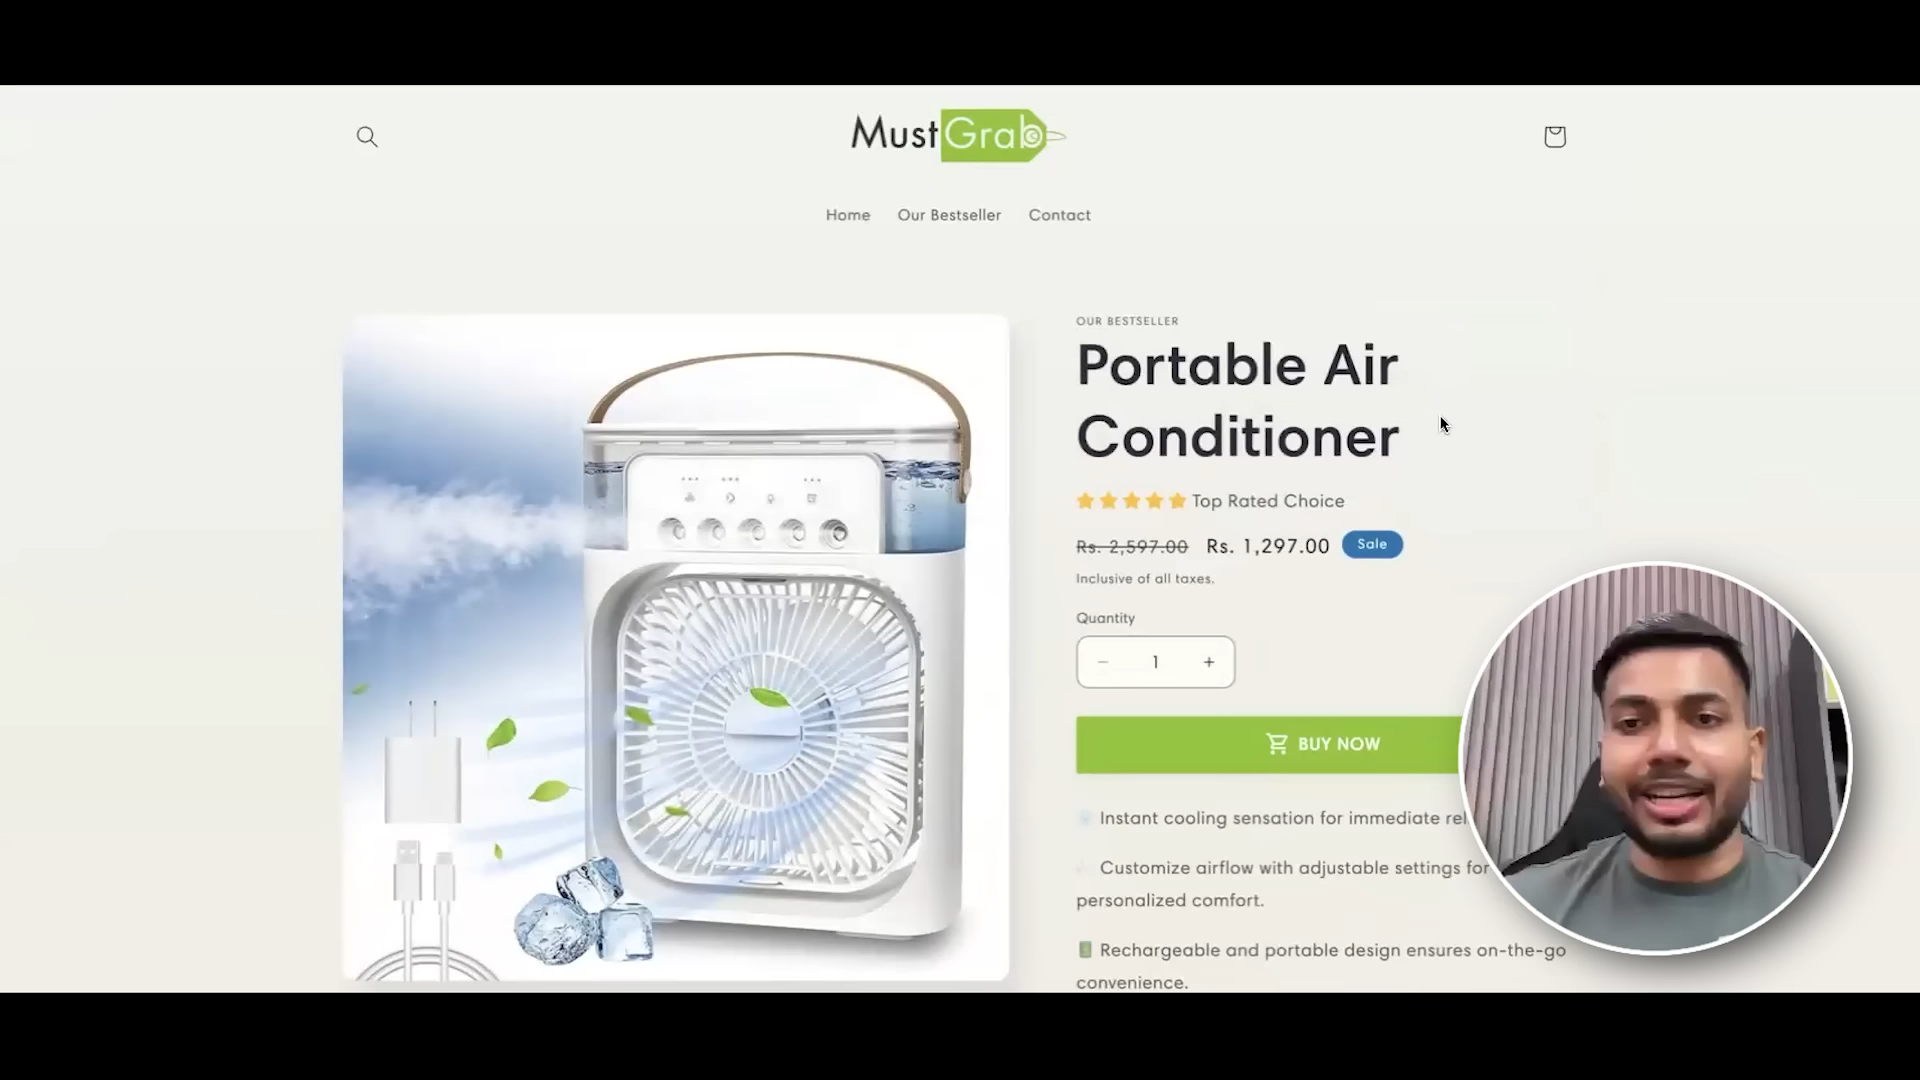 MustGrab
Home Our Bestseller Contact
OUR BESTSELLER
Portable Air
Conditioner
Top Rated Choice
Rs. 2,597.00 Rs. 1,297.00 Sale
Inclusive of all taxes.
Quantity
− 1 +
BUY NOW
Instant cooling sensation for immediate
Customize airflow with adjustable settings for
personalized comfort.
Rechargeable and portable design ensures on-the-go
convenience.